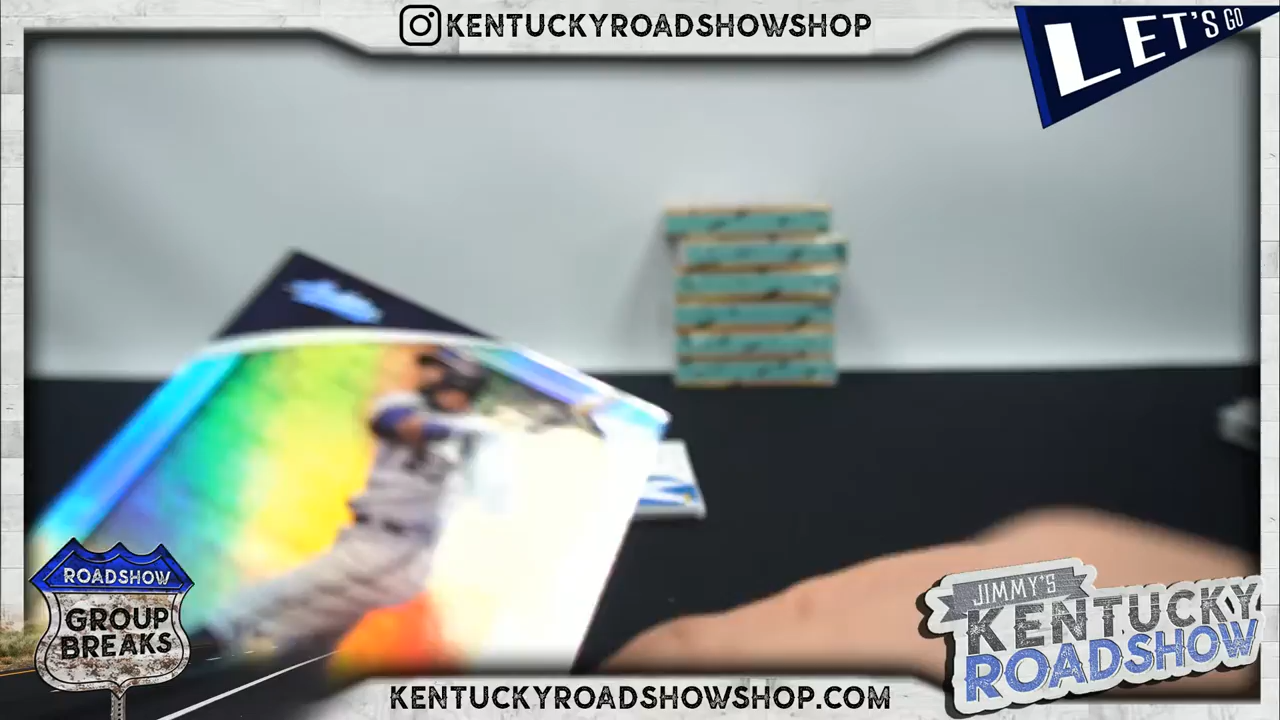 KENTUCKYROADSHOWSHOP
LET'S GO
ROADSHOW
GROUP
BREAKS
JIMMY'S
KENTUCKY
ROADSHOW
KENTUCKYROADSHOWSHOP.COM